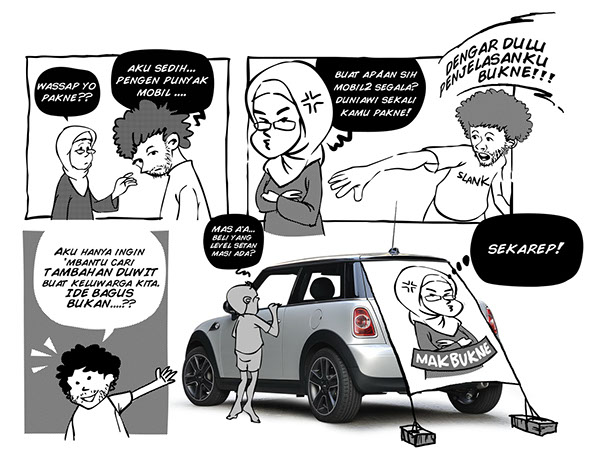 WASSAP YO
PAKNE??
AKU SEDIH...
PENGEN PUNYAK
MOBIL ....
BUAT APAAN SIH
MOBIL2 SEGALA?
DUNIAWI SEKALI
KAMU PAKNE!
DENGAR DULU
PENJELASANKU
BUKNE!!!
SLANK
AKU HANYA INGIN
'MBANTU CARI
TAMBAHAN DUWIT
BUAT KELUWARGA KITA.
IDE BAGUS
BUKAN....??
MAS A'A...
BELI YANG
LEVEL SETAN
MASI ADA?
SEKAREP!
MAKBUKNE